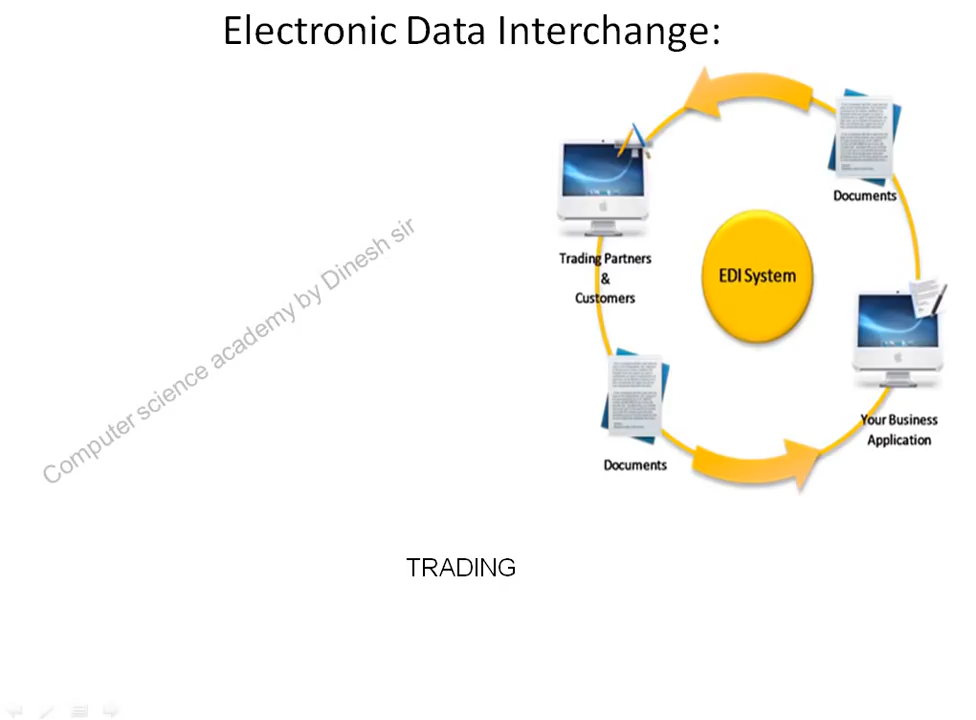 Electronic Data Interchange:
Documents
Trading Partners
&
Customers
EDI System
Computer science academy by Dinesh sir
Your Business
Application
Documents
TRADING